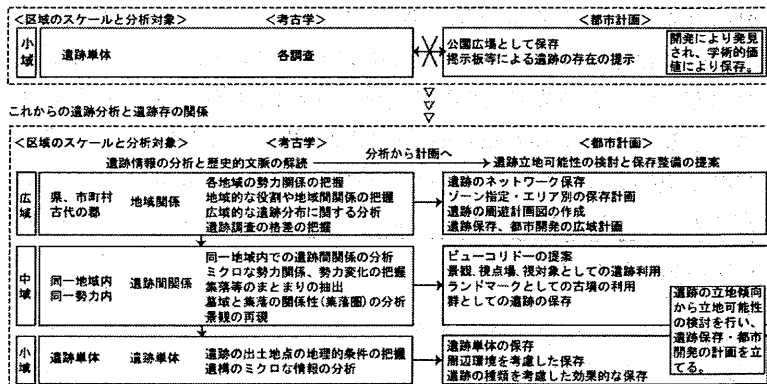 <区域のスケールと分析対象> <考古学> <都市計画>
小域 遺跡単体 各調査 公園広場として保存
掲示板等による遺跡の存在の提示
開発により発見
され、学術的価
値により保存。
これからの遺跡分析と遺跡存の関係
<区域のスケールと分析対象> <考古学> <都市計画>
遺跡情報の分析と歴史的文脈の解読 分析から計画へ 遺跡立地可能性の検討と保存整備の提案
広域
県、市町村
古代の郡
地域関係
各地域の勢力関係の把握
地域的な役割や地域間関係の把握
広域的な遺跡分布に関する分析
遺跡調査の格差の把握
遺跡のネットワーク保存
ゾーン指定・エリア別の保存計画
遺跡の周遊計画図の作成
遺跡保存、都市開発の広域計画
中域
同一地域内
同一勢力内
遺跡間関係
同一地域内での遺跡間関係の分析
ミクロな勢力関係、勢力変化の把握
集落等のまとまりの抽出
墓域と集落の関係性(集落圏)の分析
景観の再現
ビューコリドーの提案
景観、視点場、視対象としての遺跡利用
ランドマークとしての古墳の利用
群としての遺跡の保存
小域
遺跡単体
遺跡単体
遺跡の出土地点の地理的条件の把握
遺構のミクロな情報の分析
遺跡単体の保存
周辺環境を考慮した保存
遺跡の種類を考慮した効果的な保存
遺跡の立地傾向
から立地可能性
の検討を行い、
遺跡保存・都市
開発の計画を立
てる。